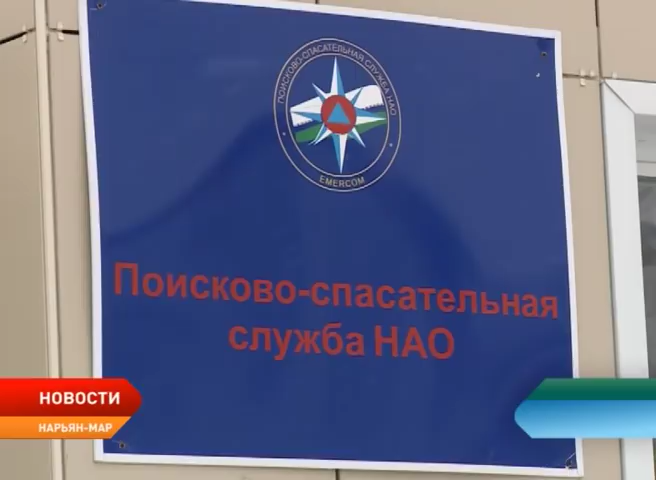 ПОИСКОВО-СПАСАТЕЛЬНАЯ СЛУЖБА НАО
EMERCOM
Поисково-спасательная
служба НАО
НОВОСТИ
НАРЬЯН-МАР